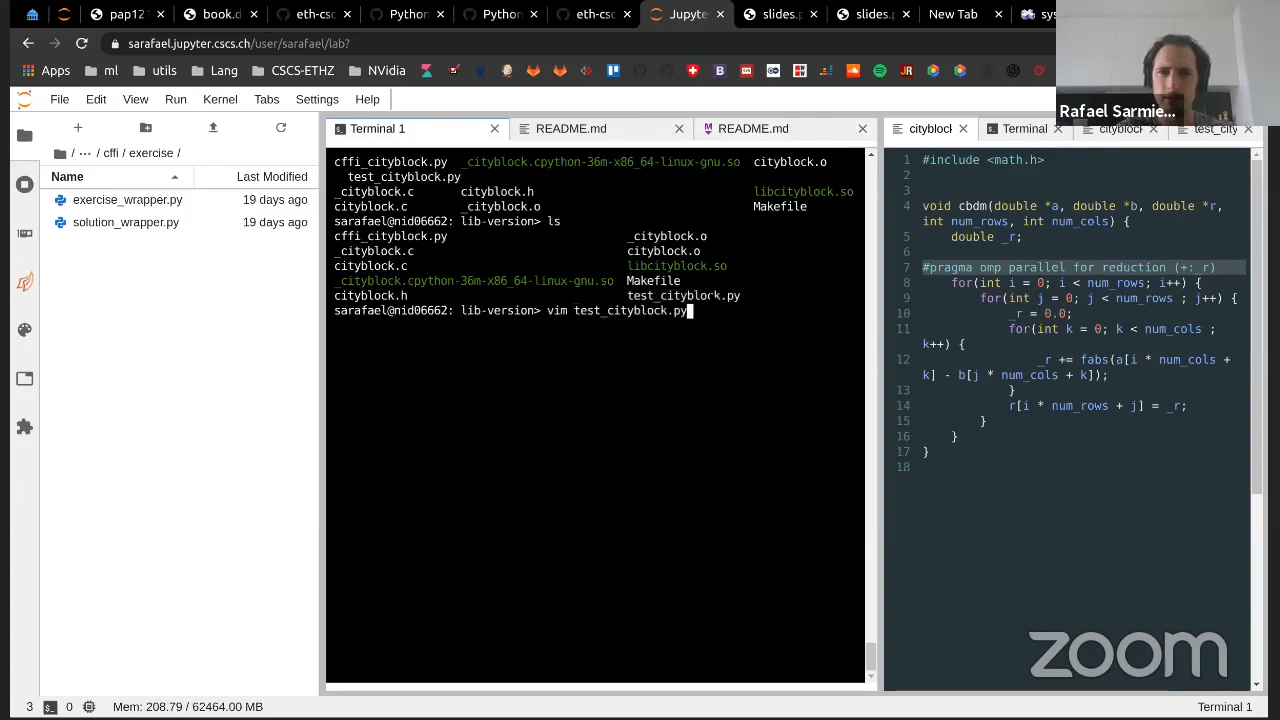 pap12
book.d
eth-csc
Python
Python
eth-csc
Jupyte
slides.p
slides.p
New Tab
sys
sarafael.jupyter.cscs.ch/user/sarafael/lab?
Apps
ml
utils
Lang
CSCS-ETHZ
NVidia
Rafael Sarmie...
File Edit View Run Kernel Tabs Settings Help
/ ··· / cffi / exercise /
Name
Last Modified
exercise_wrapper.py
19 days ago
solution_wrapper.py
19 days ago
Terminal 1
README.md
README.md
cffi_cityblock.py _cityblock.cpython-36m-x86_64-linux-gnu.so cityblock.o
test_cityblock.py
_cityblock.c cityblock.h libcityblock.so
cityblock.c _cityblock.o Makefile
sarafael@nid06662: lib-version> ls
cffi_cityblock.py _cityblock.o
_cityblock.c cityblock.o
cityblock.c libcityblock.so
_cityblock.cpython-36m-x86_64-linux-gnu.so Makefile
cityblock.h test_cityblock.py
sarafael@nid06662: lib-version> vim test_cityblock.py
cityblocl
Terminal
cityblocl
test_city
1 #include <math.h>
2
3
4 void cbdm(double *a, double *b, double *r,
int num_rows, int num_cols) {
5 double _r;
6
7 #pragma omp parallel for reduction (+:_r)
8 for(int i = 0; i < num_rows; i++) {
9 for(int j = 0; j < num_rows ; j++) {
10 _r = 0.0;
11 for(int k = 0; k < num_cols ;
k++) {
12 _r += fabs(a[i * num_cols +
k] - b[j * num_cols + k]);
13 }
14 r[i * num_rows + j] = _r;
15 }
16 }
17 }
18
zoom
3 0 Mem: 208.79 / 62464.00 MB
Terminal 1